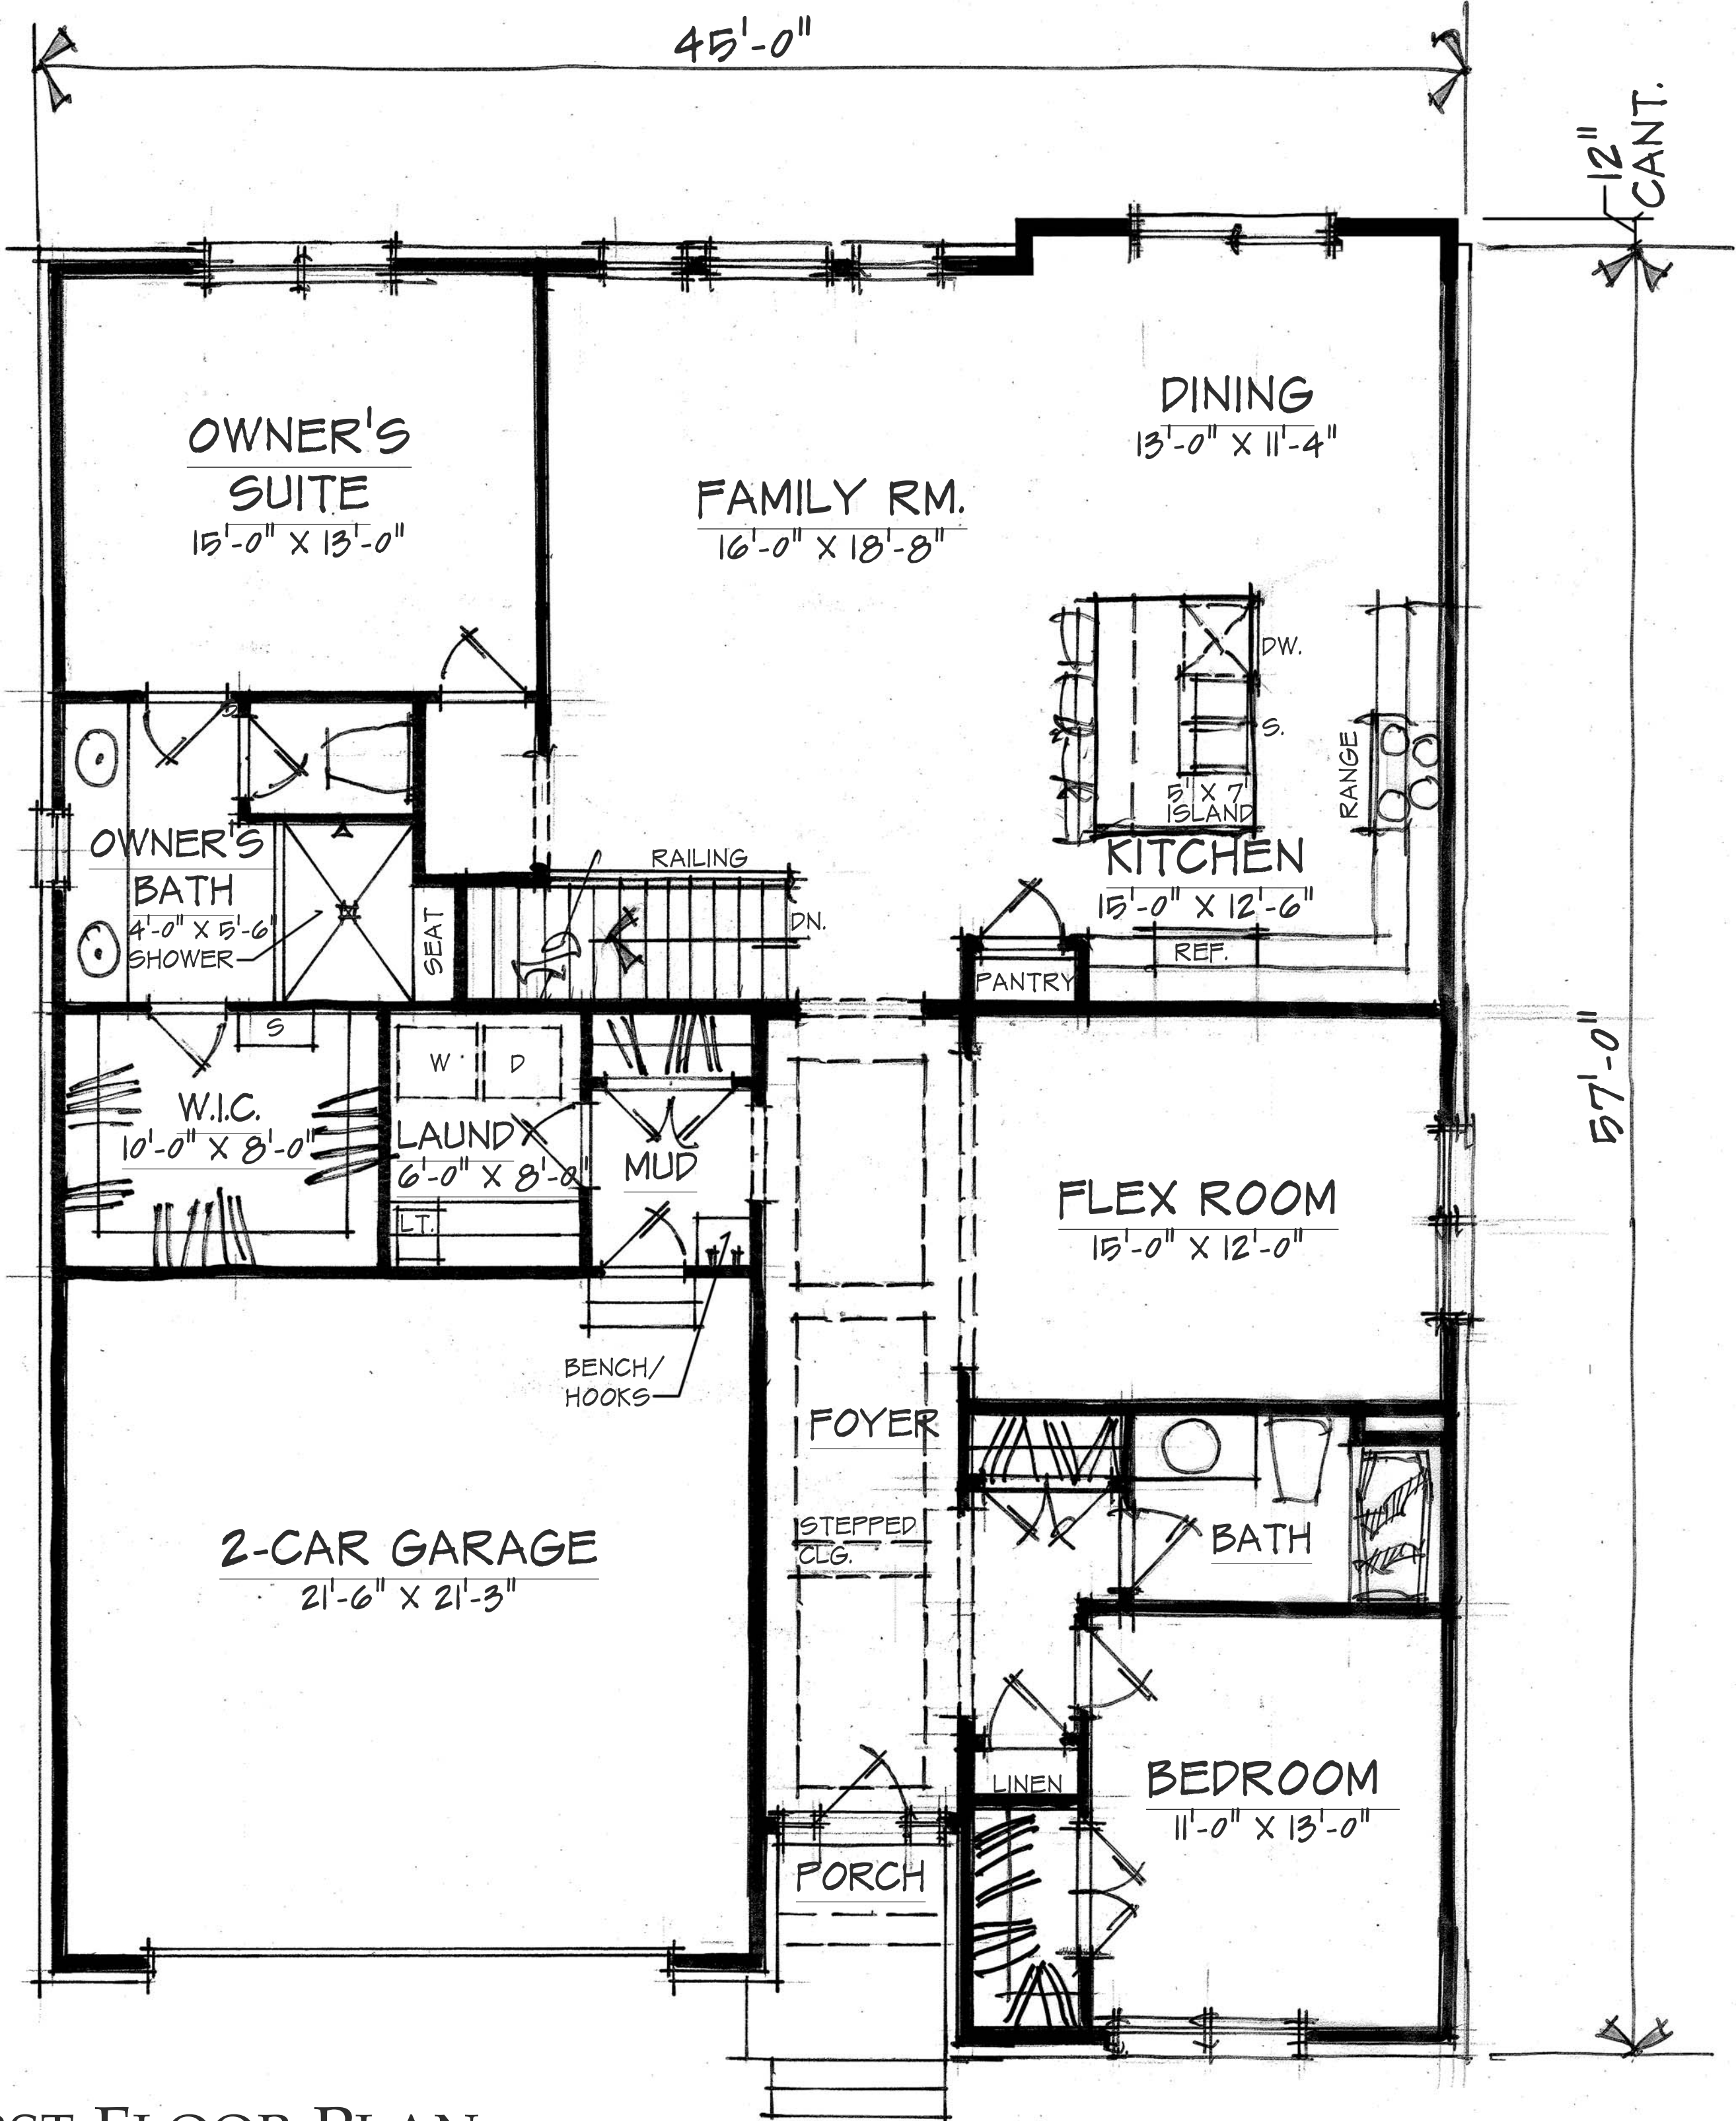 45'-0"
12"
CANT.
OWNER'S
SUITE
15'-0" X 13'-0"
FAMILY RM.
16'-0" X 18'-8"
DINING
13'-0" X 11'-4"
DW.
S.
RANGE
5' X 7'
ISLAND
KITCHEN
15'-0" X 12'-6"
OWNER'S
BATH
4'-0" X 5'-6"
SHOWER
SEAT
RAILING
DN.
PANTRY
REF.
S
W
D
W.I.C.
10'-0" X 8'-0"
LAUND
6'-0" X 8'-0"
LT.
MUD
BENCH/
HOOKS
57'-0"
FLEX ROOM
15'-0" X 12'-0"
FOYER
STEPPED
CLG.
2-CAR GARAGE
21'-6" X 21'-3"
BATH
LINEN
BEDROOM
11'-0" X 13'-0"
PORCH
FLOOR PLAN